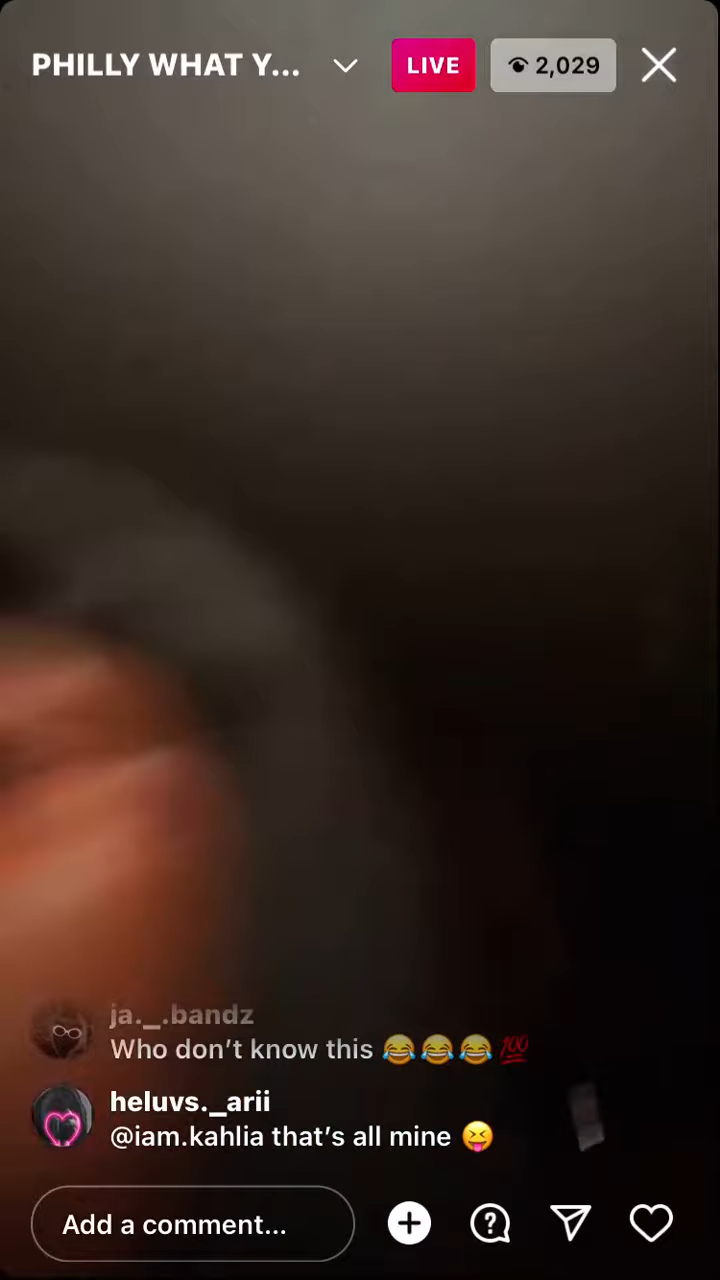 PHILLY WHAT Y... LIVE 2,029
ja._.bandz
Who don't know this 😂😂😂💯
heluvs._arii
@iam.kahlia that's all mine 😝
Add a comment...